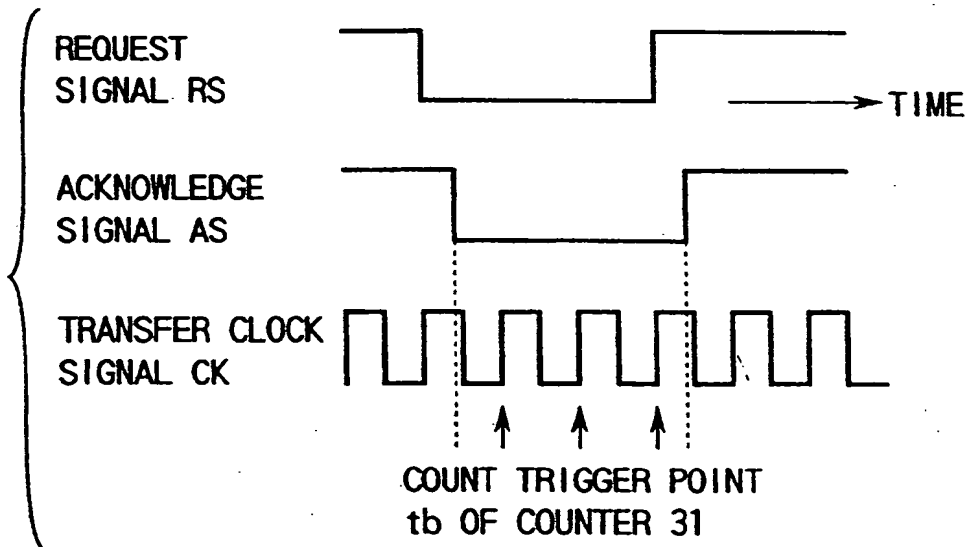 REQUEST
SIGNAL RS
TIME
ACKNOWLEDGE
SIGNAL AS
TRANSFER CLOCK
SIGNAL CK
COUNT TRIGGER POINT
tb OF COUNTER 31